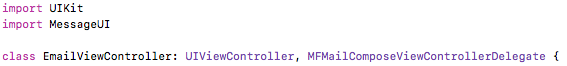 import UIKit
import MessageUI
class EmailViewController: UIViewController, MFMailComposeViewControllerDelegate {